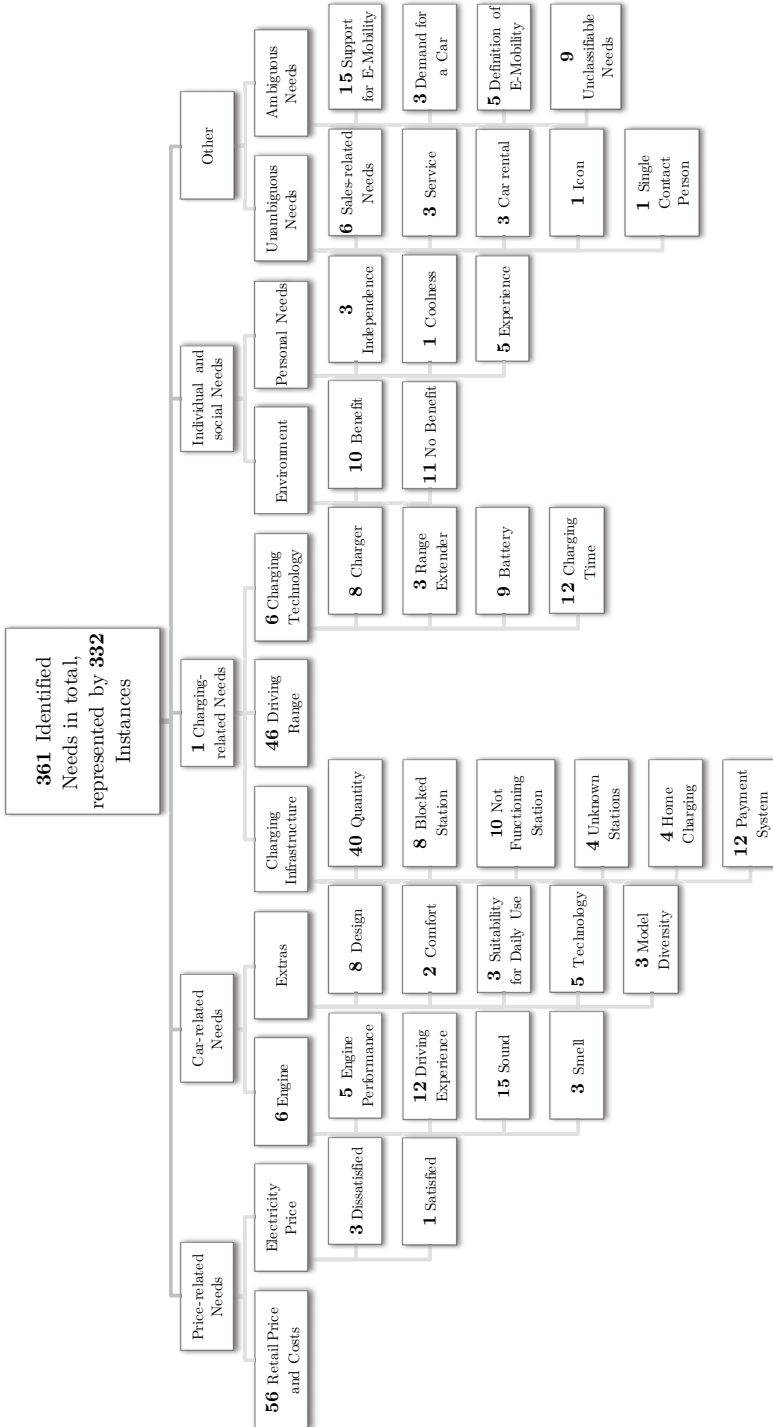 361 Identified
Needs in total,
represented by 332
Instances
Price-related
Needs
56 Retail Price
and Costs
Electricity
Price
3 Dissatisfied
1 Satisfied
Car-related
Needs
6 Engine
5 Engine
Performance
12 Driving
Experience
15 Sound
3 Smell
Extras
8 Design
2 Comfort
3 Suitability
for Daily Use
5 Technology
3 Model
Diversity
1 Charging-
related Needs
Charging
Infrastructure
40 Quantity
8 Blocked
Station
10 Not
Functioning
Station
4 Unknown
Stations
4 Home
Charging
12 Payment
System
46 Driving
Range
6 Charging
Technology
8 Charger
3 Range
Extender
9 Battery
12 Charging
Time
Individual and
social Needs
Environment
10 Benefit
11 No Benefit
Personal Needs
3
Independence
1 Coolness
5 Experience
Other
Unambiguous
Needs
6 Sales-related
Needs
3 Service
3 Car rental
1 Icon
1 Single
Contact
Person
Ambiguous
Needs
15 Support
for E-Mobility
3 Demand for
a Car
5 Definition of
E-Mobility
9
Unclassifiable
Needs